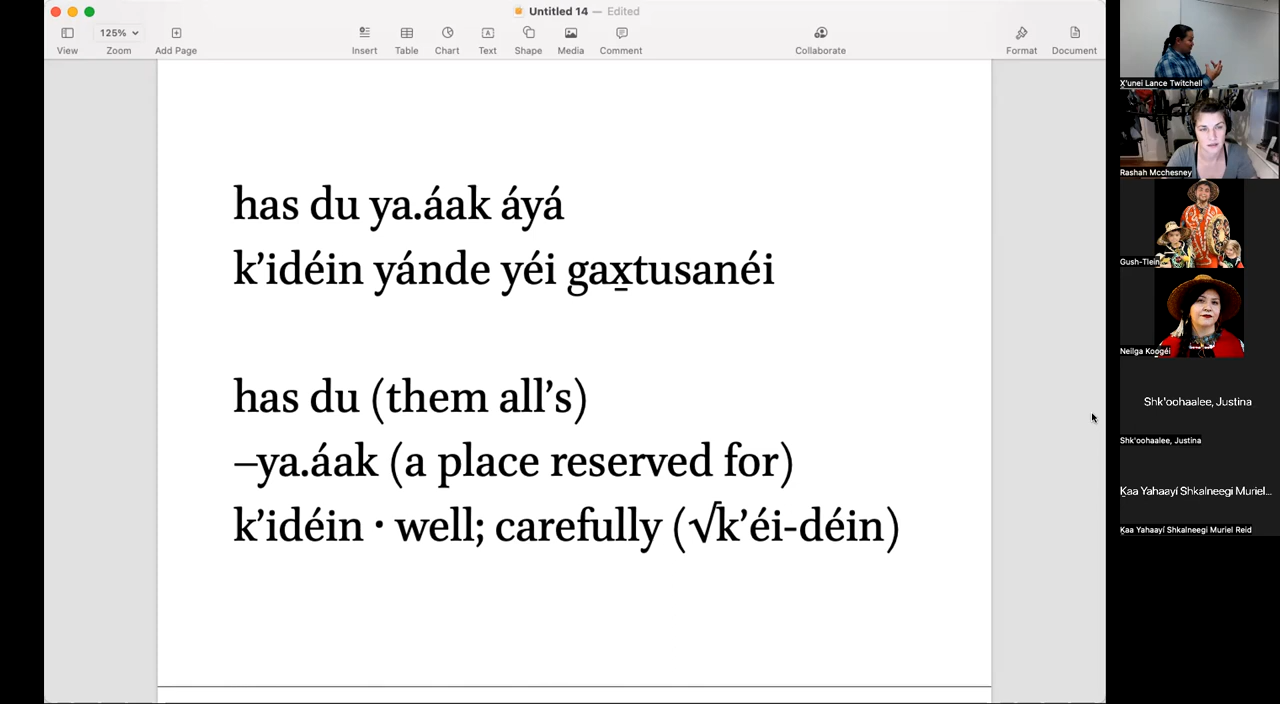 Untitled 14 — Edited
125%
View
Zoom
Add Page
Insert
Table
Chart
Text
Shape
Media
Comment
Collaborate
Format
Document
has du ya.áak áyá
k’idéin yánde yéi gax̱tusanéi
has du (them all’s)
–ya.áak (a place reserved for)
k’idéin · well; carefully (√k’éi-déin)
X̱'unei Lance Twitchell
Rashah Mcchesney
Gush-Tlein
Neilga Koogéi
Shk'oohaalee, Justina
Shk'oohaalee, Justina
Ḵaa Yahaayí Shkalneegi Muriel...
Ḵaa Yahaayí Shkalneegi Muriel Reid